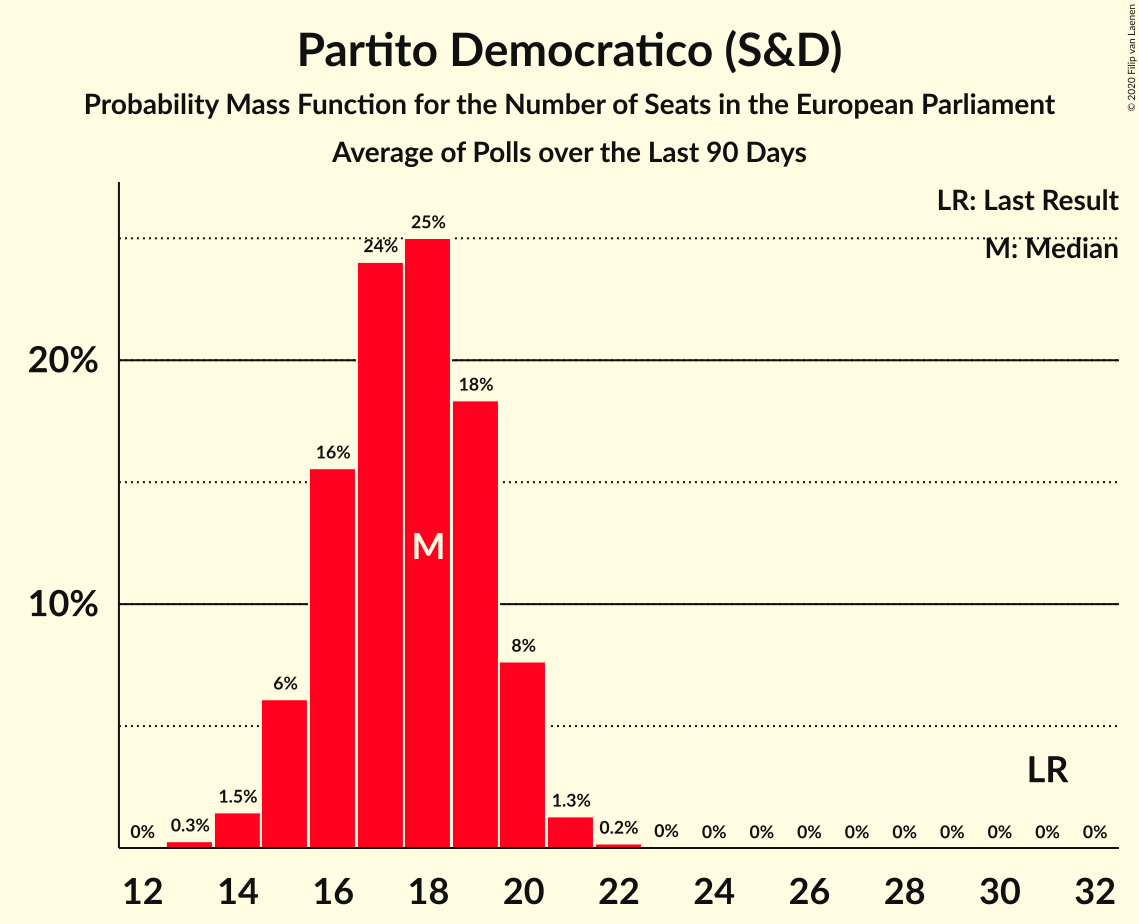 Partito Democratico (S&D)
Probability Mass Function for the Number of Seats in the European Parliament
Average of Polls over the Last 90 Days
© 2020 Filip van Laenen
LR: Last Result
M: Median
20%
10%
0%
0.3%
1.5%
6%
16%
24%
25%
18%
8%
1.3%
0.2%
0%
0%
0%
0%
0%
0%
0%
0%
0%
0%
M
LR
12 14 16 18 20 22 24 26 28 30 32